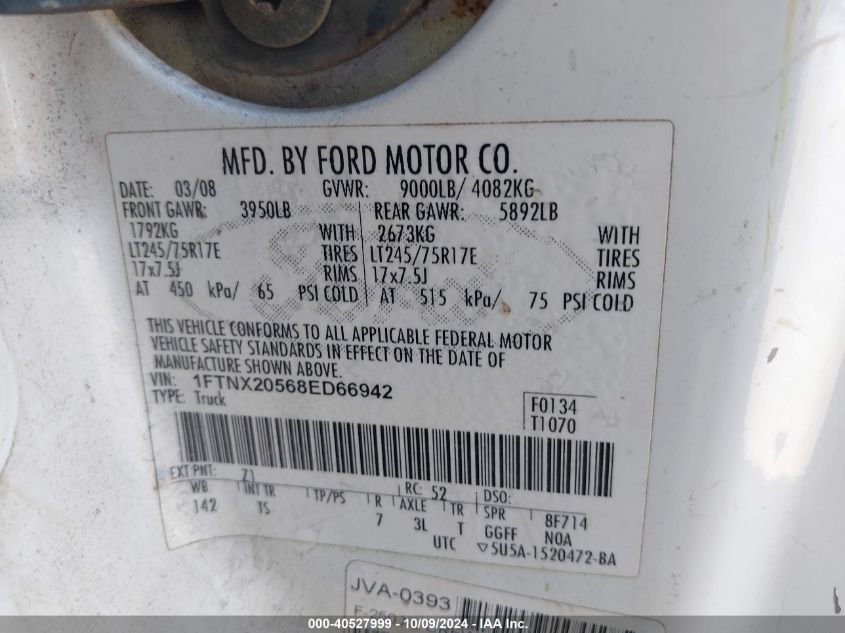 MFD. BY FORD MOTOR CO.
DATE: 03/08 GVWR: 9000LB/ 4082KG
FRONT GAWR: 3950LB REAR GAWR: 5892LB
1792KG WITH 2673KG WITH
LT245/75R17E TIRES LT245/75R17E TIRES
17x7.5J RIMS 17x7.5J RIMS
AT 450 kPa/ 65 PSI COLD AT 515 kPa/ 75 PSI COLD
THIS VEHICLE CONFORMS TO ALL APPLICABLE FEDERAL MOTOR
VEHICLE SAFETY STANDARDS IN EFFECT ON THE DATE OF
MANUFACTURE SHOWN ABOVE.
VIN: 1FTNX20568ED66942
TYPE: Truck
F0134
T1070
EXT PNT: Z1 RC: 52 DSO:
WB INT TR TP/PS R AXLE TR SPR 8F714
142 TS 7 3L T GGFF NOA
UTC ▽5U5A-1520472-BA
JVA-0393
F-250
000-40527999 - 10/09/2024 - © IAA Inc.